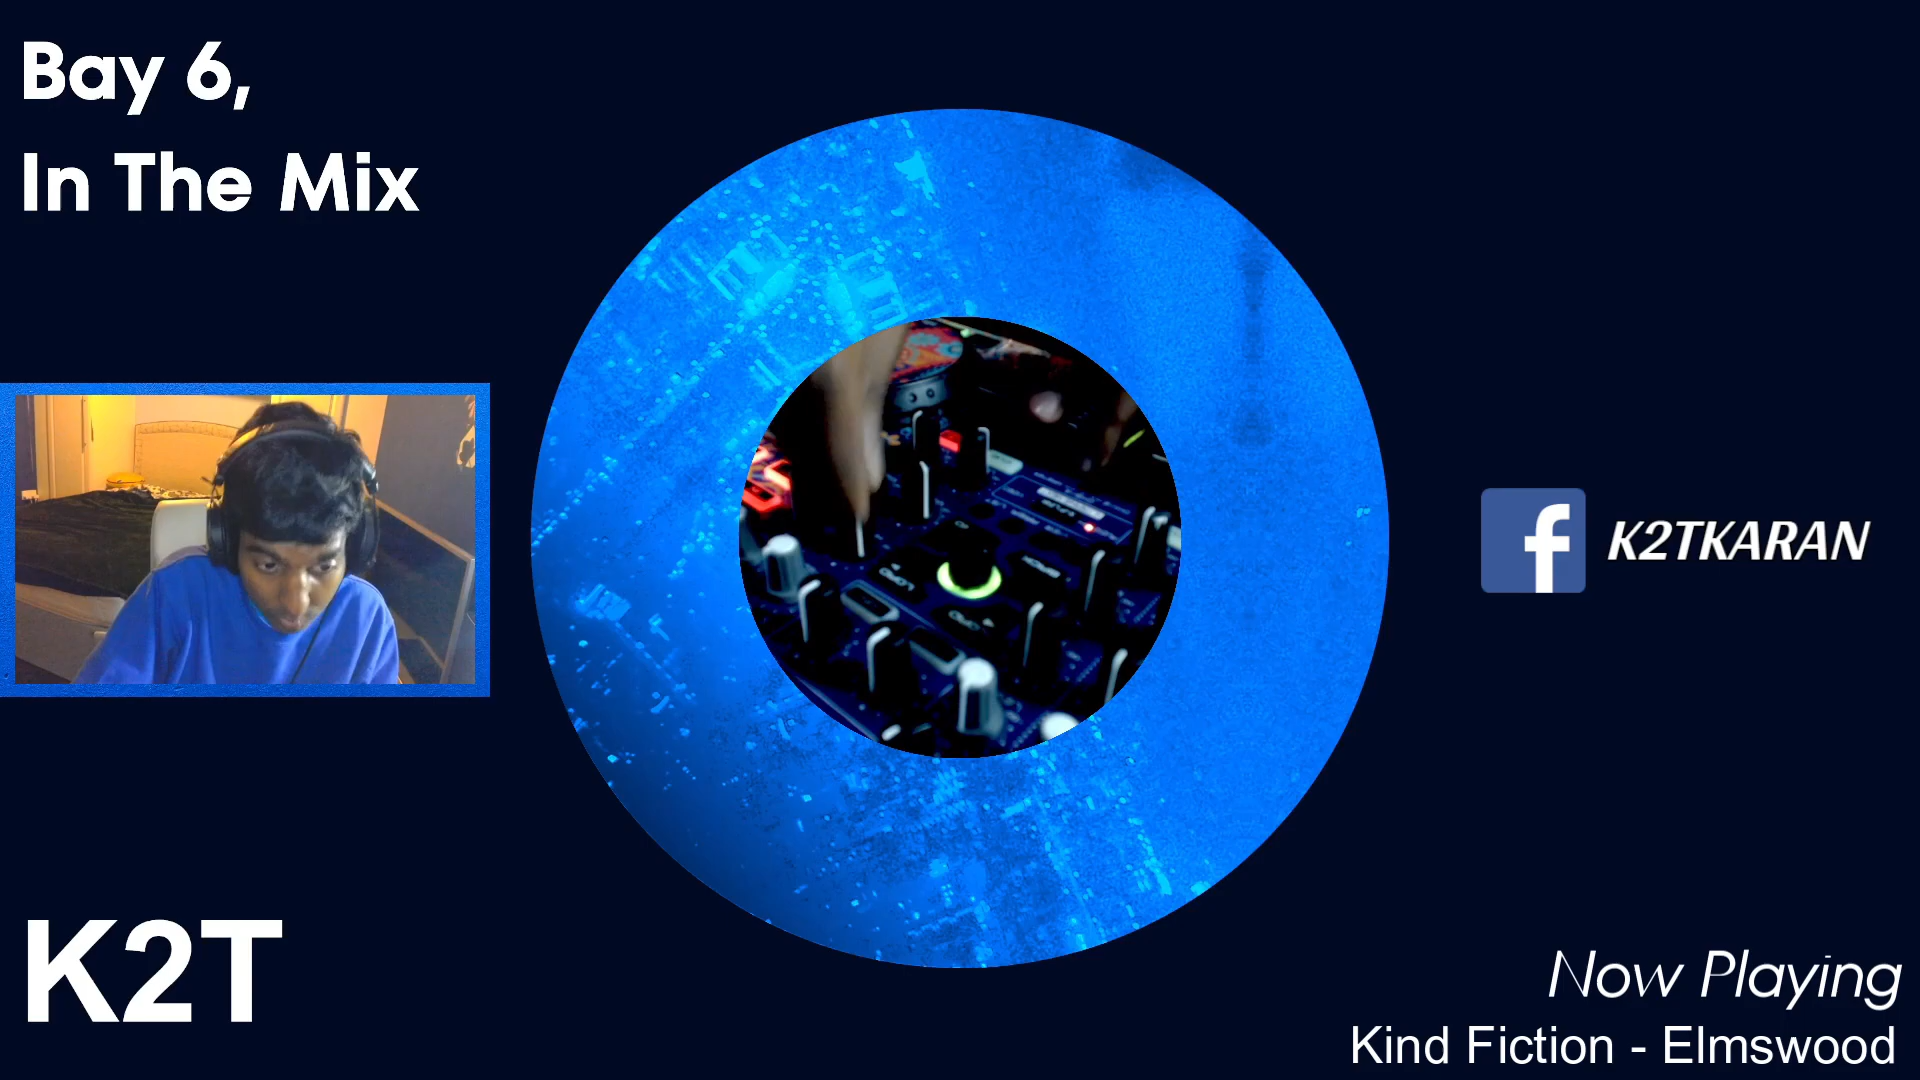 Bay 6,
In The Mix
K2TKARAN
K2T
Now Playing
Kind Fiction - Elmswood